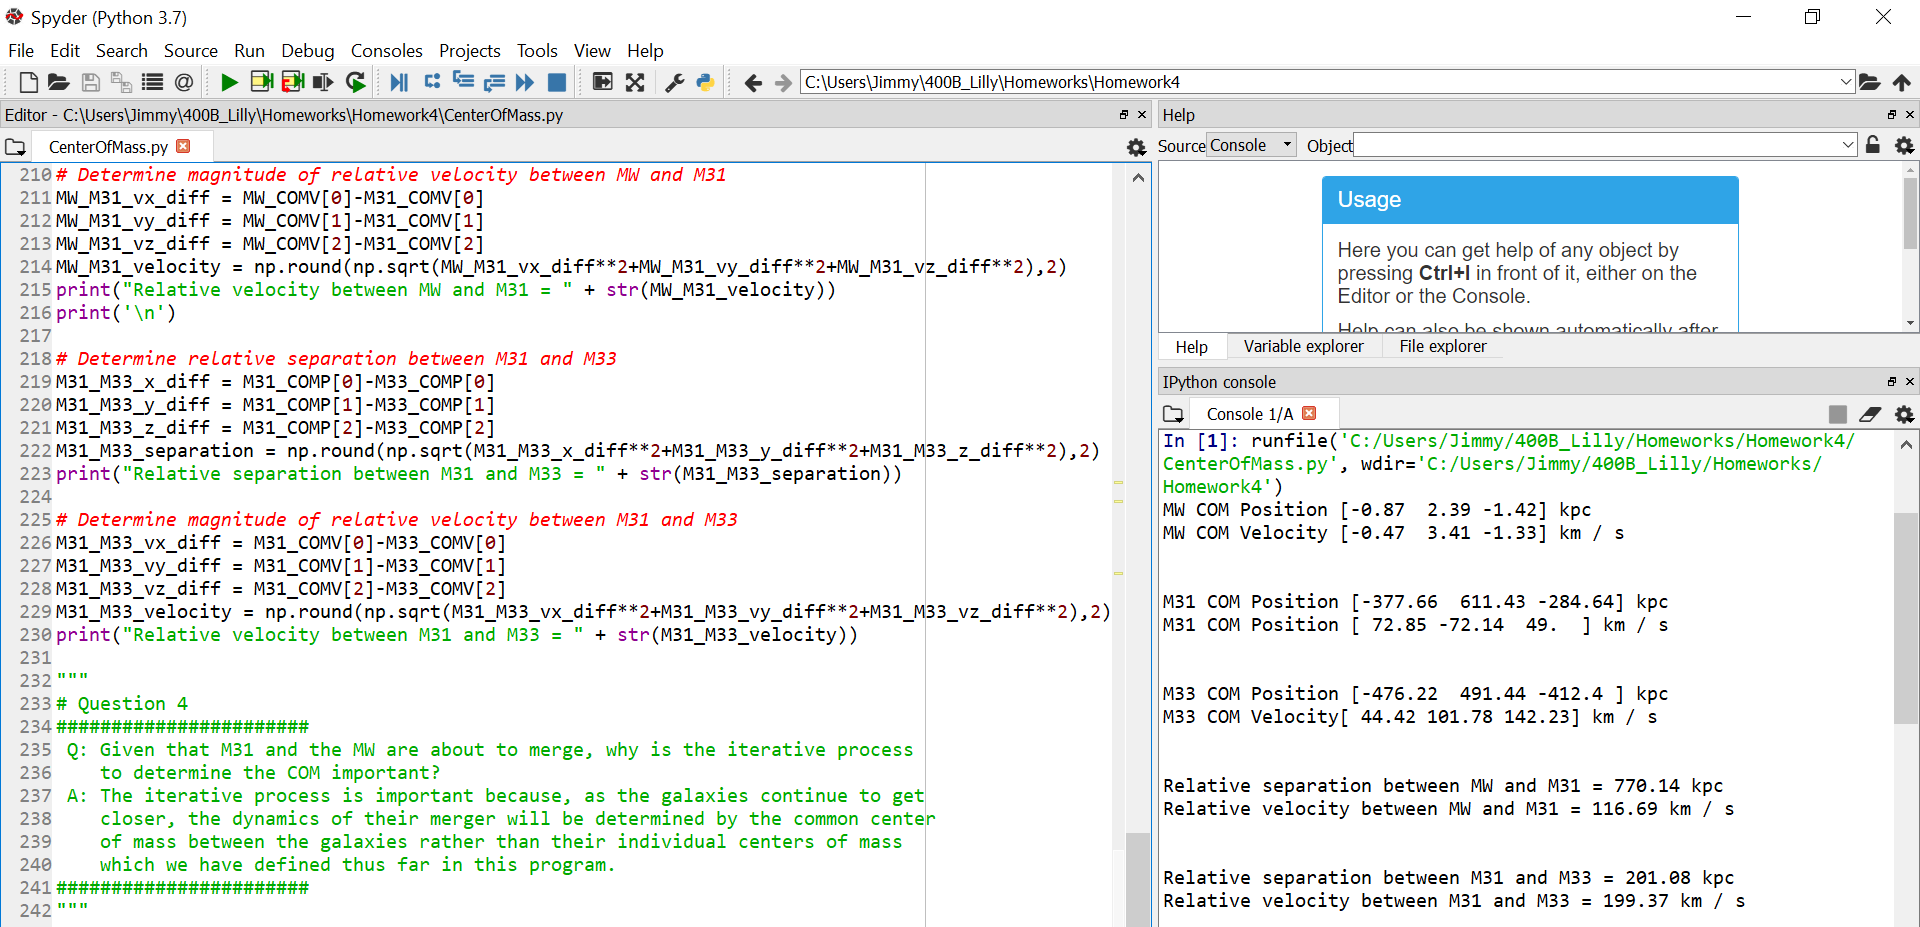 Spyder (Python 3.7)
File Edit Search Source Run Debug Consoles Projects Tools View Help
C:\Users\Jimmy\400B_Lilly\Homeworks\Homework4
Editor - C:\Users\Jimmy\400B_Lilly\Homeworks\Homework4\CenterOfMass.py
CenterOfMass.py
210 # Determine magnitude of relative velocity between MW and M31
211 MW_M31_vx_diff = MW_COMV[0]-M31_COMV[0]
212 MW_M31_vy_diff = MW_COMV[1]-M31_COMV[1]
213 MW_M31_vz_diff = MW_COMV[2]-M31_COMV[2]
214 MW_M31_velocity = np.round(np.sqrt(MW_M31_vx_diff**2+MW_M31_vy_diff**2+MW_M31_vz_diff**2),2)
215 print("Relative velocity between MW and M31 = " + str(MW_M31_velocity))
216 print('\n')
217
218 # Determine relative separation between M31 and M33
219 M31_M33_x_diff = M31_COMP[0]-M33_COMP[0]
220 M31_M33_y_diff = M31_COMP[1]-M33_COMP[1]
221 M31_M33_z_diff = M31_COMP[2]-M33_COMP[2]
222 M31_M33_separation = np.round(np.sqrt(M31_M33_x_diff**2+M31_M33_y_diff**2+M31_M33_z_diff**2),2)
223 print("Relative separation between M31 and M33 = " + str(M31_M33_separation))
224
225 # Determine magnitude of relative velocity between M31 and M33
226 M31_M33_vx_diff = M31_COMV[0]-M33_COMV[0]
227 M31_M33_vy_diff = M31_COMV[1]-M33_COMV[1]
228 M31_M33_vz_diff = M31_COMV[2]-M33_COMV[2]
229 M31_M33_velocity = np.round(np.sqrt(M31_M33_vx_diff**2+M31_M33_vy_diff**2+M31_M33_vz_diff**2),2)
230 print("Relative velocity between M31 and M33 = " + str(M31_M33_velocity))
231
232 """
233 # Question 4
234 #######################
235 Q: Given that M31 and the MW are about to merge, why is the iterative process
236 to determine the COM important?
237 A: The iterative process is important because, as the galaxies continue to get
238 closer, the dynamics of their merger will be determined by the common center
239 of mass between the galaxies rather than their individual centers of mass
240 which we have defined thus far in this program.
241 #######################
242 """
Help
Source Console Object
Usage
Here you can get help of any object by
pressing Ctrl+I in front of it, either on the
Editor or the Console.
Help can also be shown automatically after
Help Variable explorer File explorer
IPython console
Console 1/A
In [1]: runfile('C:/Users/Jimmy/400B_Lilly/Homeworks/Homework4/
CenterOfMass.py', wdir='C:/Users/Jimmy/400B_Lilly/Homeworks/
Homework4')
MW COM Position [-0.87  2.39 -1.42] kpc
MW COM Velocity [-0.47  3.41 -1.33] km / s
M31 COM Position [-377.66  611.43 -284.64] kpc
M31 COM Position [ 72.85 -72.14  49.  ] km / s
M33 COM Position [-476.22  491.44 -412.4 ] kpc
M33 COM Velocity[ 44.42 101.78 142.23] km / s
Relative separation between MW and M31 = 770.14 kpc
Relative velocity between MW and M31 = 116.69 km / s
Relative separation between M31 and M33 = 201.08 kpc
Relative velocity between M31 and M33 = 199.37 km / s